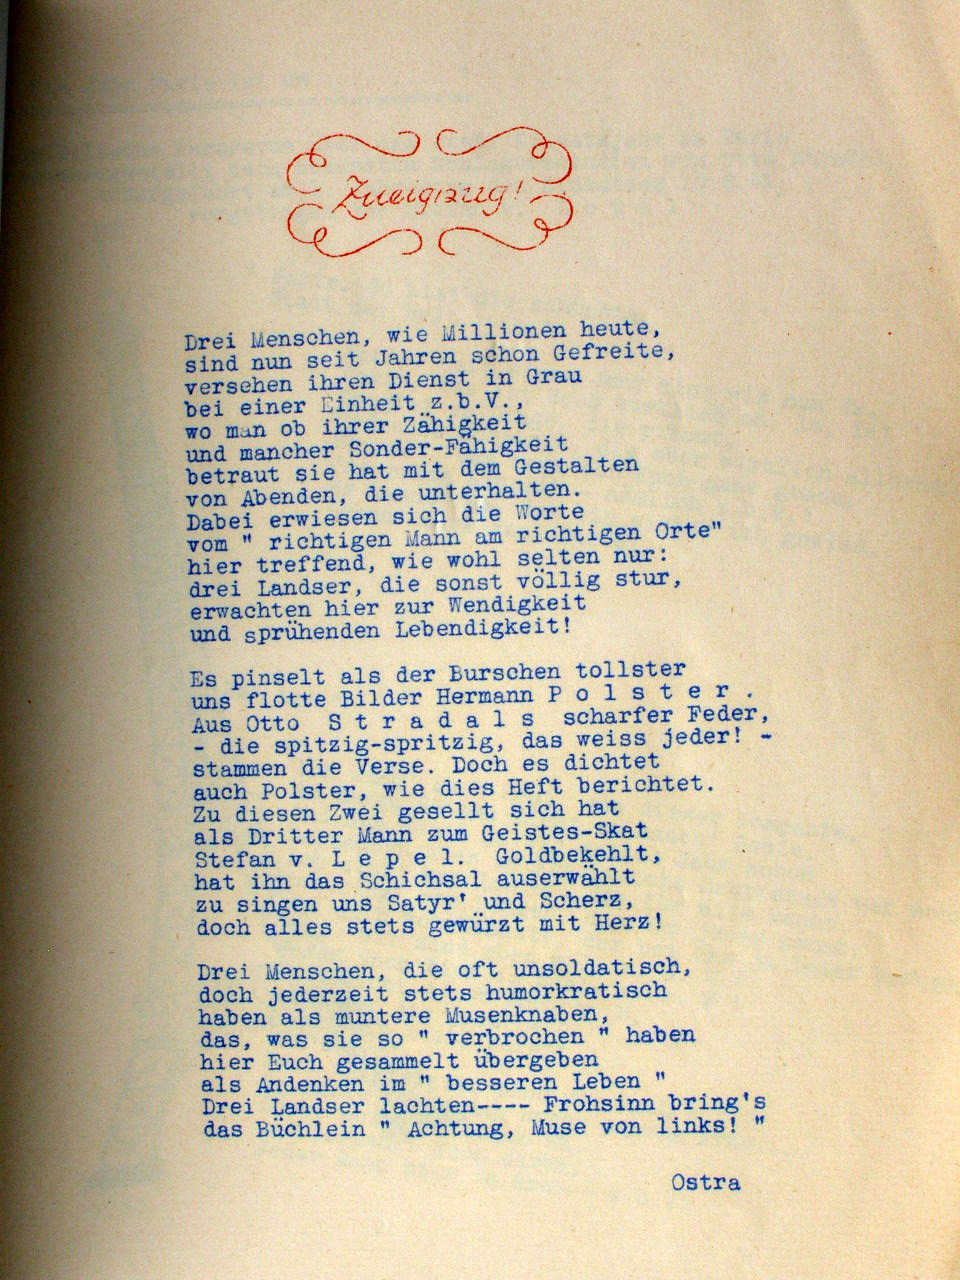 Zueignung!
Drei Menschen, wie Millionen heute,
sind nun seit Jahren schon Gefreite,
versehen ihren Dienst in Grau
bei einer Einheit z.b.V.,
wo man ob ihrer Zähigkeit
und mancher Sonder-Fähigkeit
betraut sie hat mit dem Gestalten
von Abenden, die unterhalten.
Dabei erwiesen sich die Worte
vom " richtigen Mann am richtigen Orte"
hier treffend, wie wohl selten nur:
drei Landser, die sonst völlig stur,
erwachten hier zur Wendigkeit
und sprühenden Lebendigkeit!
Es pinselt als der Burschen tollster
uns flotte Bilder Hermann P o l s t e r .
Aus Otto S t r a d a l s scharfer Feder,
- die spitzig-spritzig, das weiss jeder! -
stammen die Verse. Doch es dichtet
auch Polster, wie dies Heft berichtet.
Zu diesen Zwei gesellt sich hat
als Dritter Mann zum Geistes-Skat
Stefan v. L e p e l. Goldbekehlt,
hat ihn das Schichsal auserwählt
zu singen uns Satyr' und Scherz,
doch alles stets gewürzt mit Herz!
Drei Menschen, die oft unsoldatisch,
doch jederzeit stets humorkratisch
haben als muntere Musenknaben,
das, was sie so " verbrochen " haben
hier Euch gesammelt übergeben
als Andenken im " besseren Leben "
Drei Landser lachten---- Frohsinn bring's
das Büchlein " Achtung, Muse von links! "
Ostra